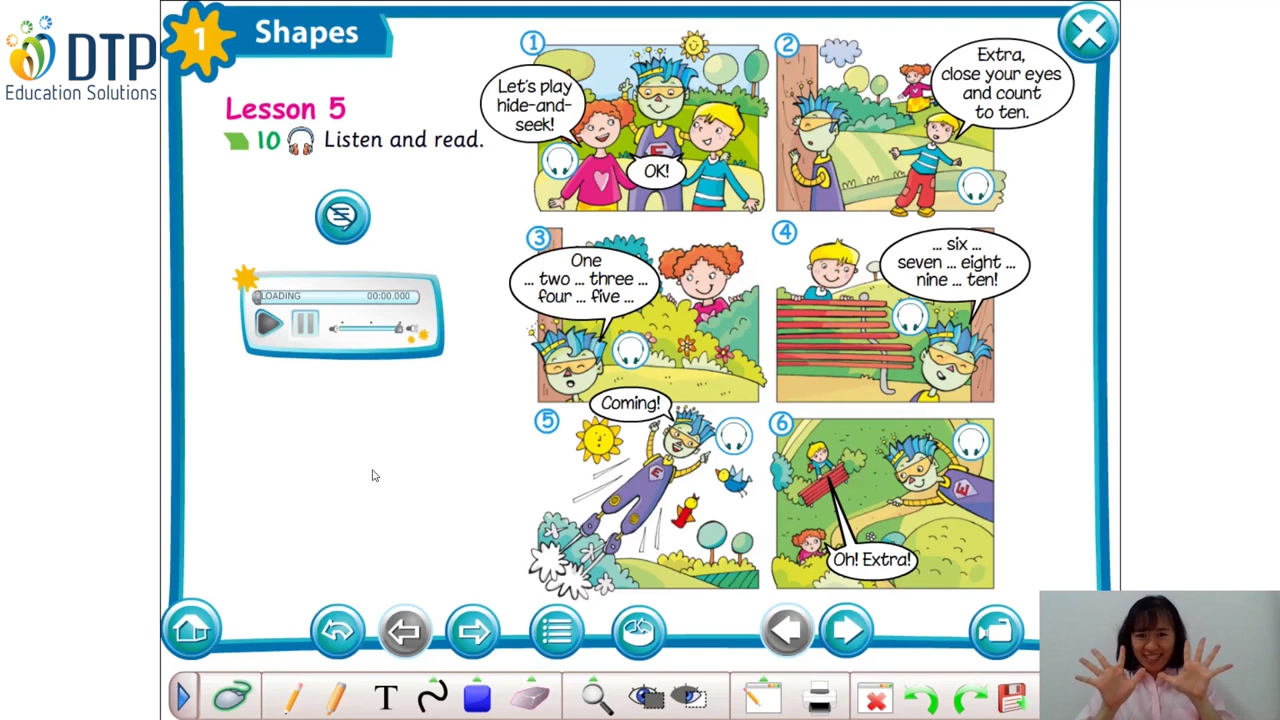 DTP
Education Solutions
1
Shapes
Lesson 5
10 Listen and read.
LOADING 00:00.000
1
Let's play
hide-and-
seek!
OK!
E
2
Extra,
close your eyes
and count
to ten.
3
One
... two ... three ...
four ... five ...
4
... six ...
seven ... eight ...
nine ... ten!
5
Coming!
E
6
E
Oh! Extra!
T